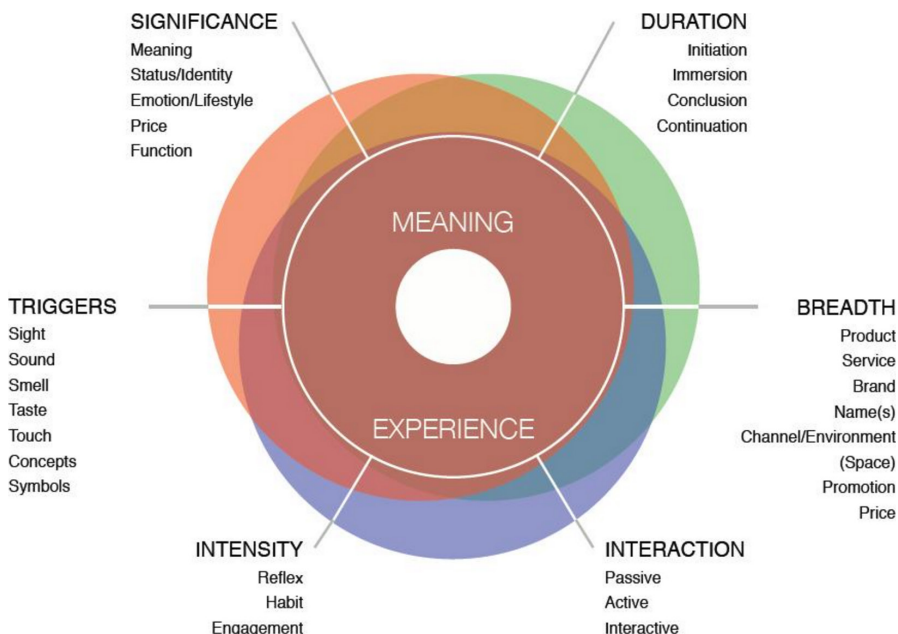 SIGNIFICANCE
Meaning
Status/Identity
Emotion/Lifestyle
Price
Function
DURATION
Initiation
Immersion
Conclusion
Continuation
MEANING
TRIGGERS
Sight
Sound
Smell
Taste
Touch
Concepts
Symbols
BREADTH
Product
Service
Brand
Name(s)
Channel/Environment
(Space)
Promotion
Price
EXPERIENCE
INTENSITY
Reflex
Habit
Engagement
INTERACTION
Passive
Active
Interactive